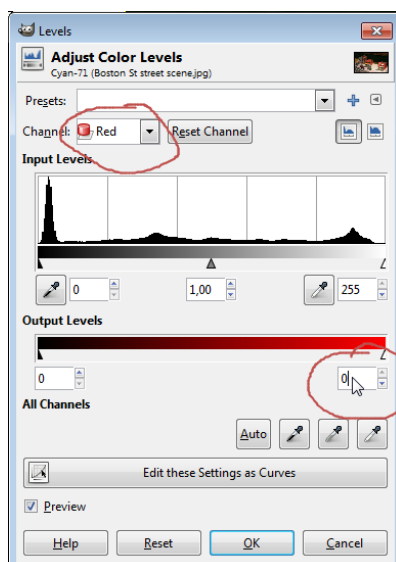 Levels
Adjust Color Levels
Cyan-71 (Boston St street scene.jpg)
Presets:
Channel: Red Reset Channel
Input Levels
0 1,00 255
Output Levels
0 0
All Channels
Auto
Edit these Settings as Curves
Preview
Help Reset OK Cancel